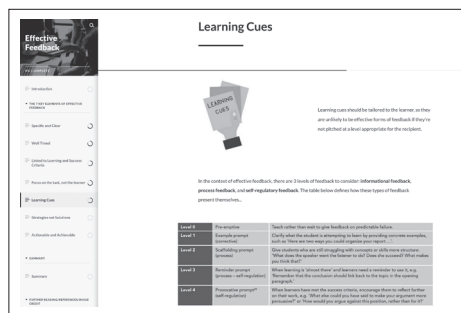 Effective
Feedback
Introduction
THE 7 KEY ELEMENTS OF EFFECTIVE
FEEDBACK
Specific and Clear
Well Timed
Linked to Learning and Success
Criteria
Focus on the task, not the learner
Learning Cues
Strategies not Solutions
Actionable and Achievable
SUMMARY
Summary
Learning Cues
LEARNING
CUES
Learning cues should be tailored to the learner, as they
are unlikely to be effective forms of feedback if they're
not pitched at a level appropriate for the recipient.
In the context of effective feedback, there are 3 levels of feedback to consider: informational feedback,
process feedback, and self-regulatory feedback. The table below defines how these types of feedback
present themselves...
Level 0 Pre-emptive Teach rather than wait to give feedback on predictable failure.
Level 1 Example prompt Clarify what the student is attempting to learn by providing concrete examples,
(corrective) such as 'Here are two ways you could organise your report . . .'
Level 2 Scaffolding prompt Give students who are still struggling with concepts or skills more structure:
(process) 'What does the speaker want the listener to do? Does she succeed? What makes
you think that?'
Level 3 Reminder prompt When learning is 'almost there' and learners need a reminder to use it, e.g.
(process – self-regulation) 'Remember that the conclusion should link back to the topic in the opening
paragraph.'
Level 4 Provocative prompt* When learners have met the success criteria, encourage them to reflect further
(self-regulation) on their work, e.g. 'What else could you have said to make your argument more
persuasive?' or 'How would you argue against this position, rather than for it?'